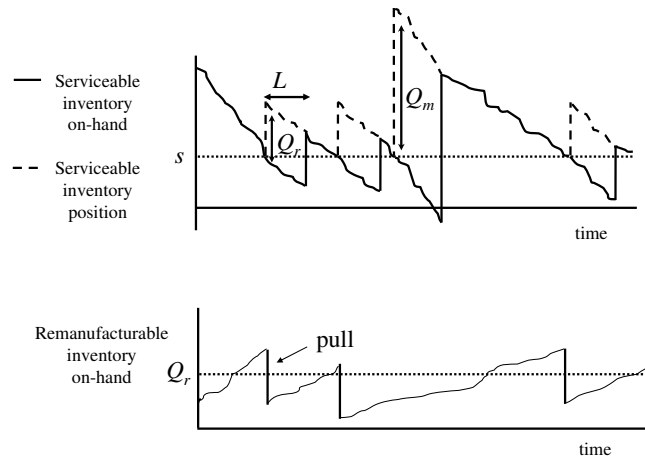 Serviceable
inventory
on-hand
Serviceable
inventory
position
L
Q_r
Q_m
s
time
Remanufacturable
inventory
on-hand
pull
Q_r
time